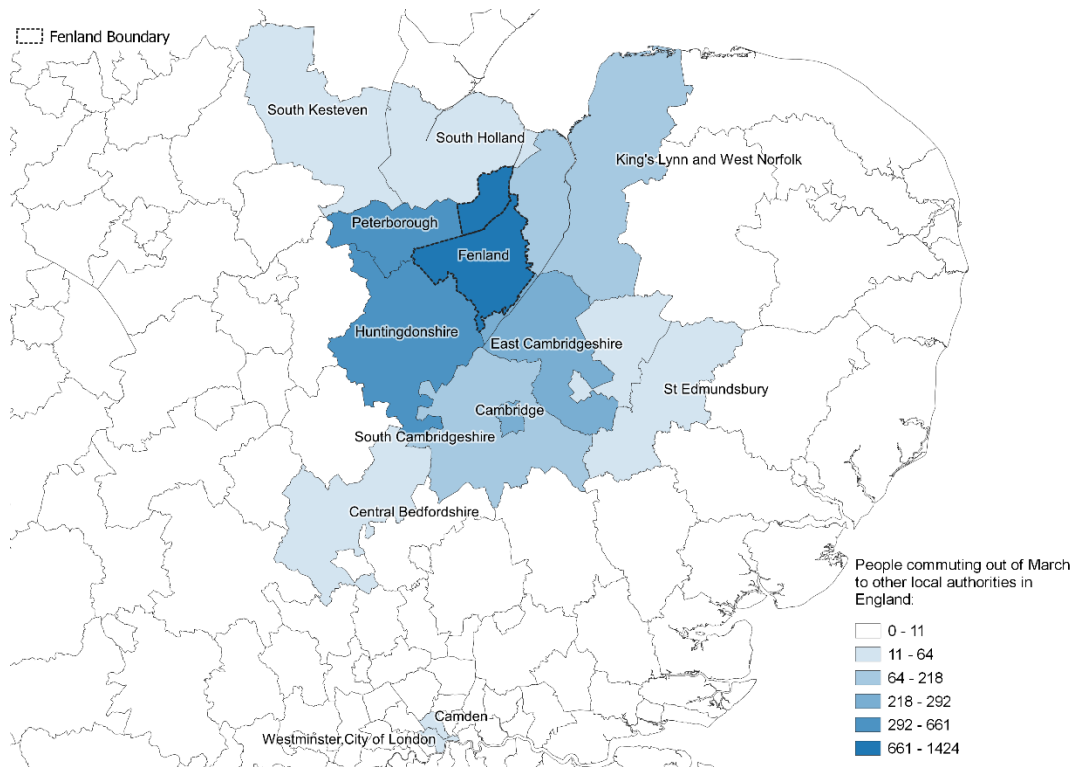 Fenland Boundary
South Kesteven
South Holland
King's Lynn and West Norfolk
Peterborough
Fenland
Huntingdonshire
East Cambridgeshire
St Edmundsbury
Cambridge
South Cambridgeshire
Central Bedfordshire
Camden
Westminster,City of London
People commuting out of March
to other local authorities in
England:
0 - 11
11 - 64
64 - 218
218 - 292
292 - 661
661 - 1424